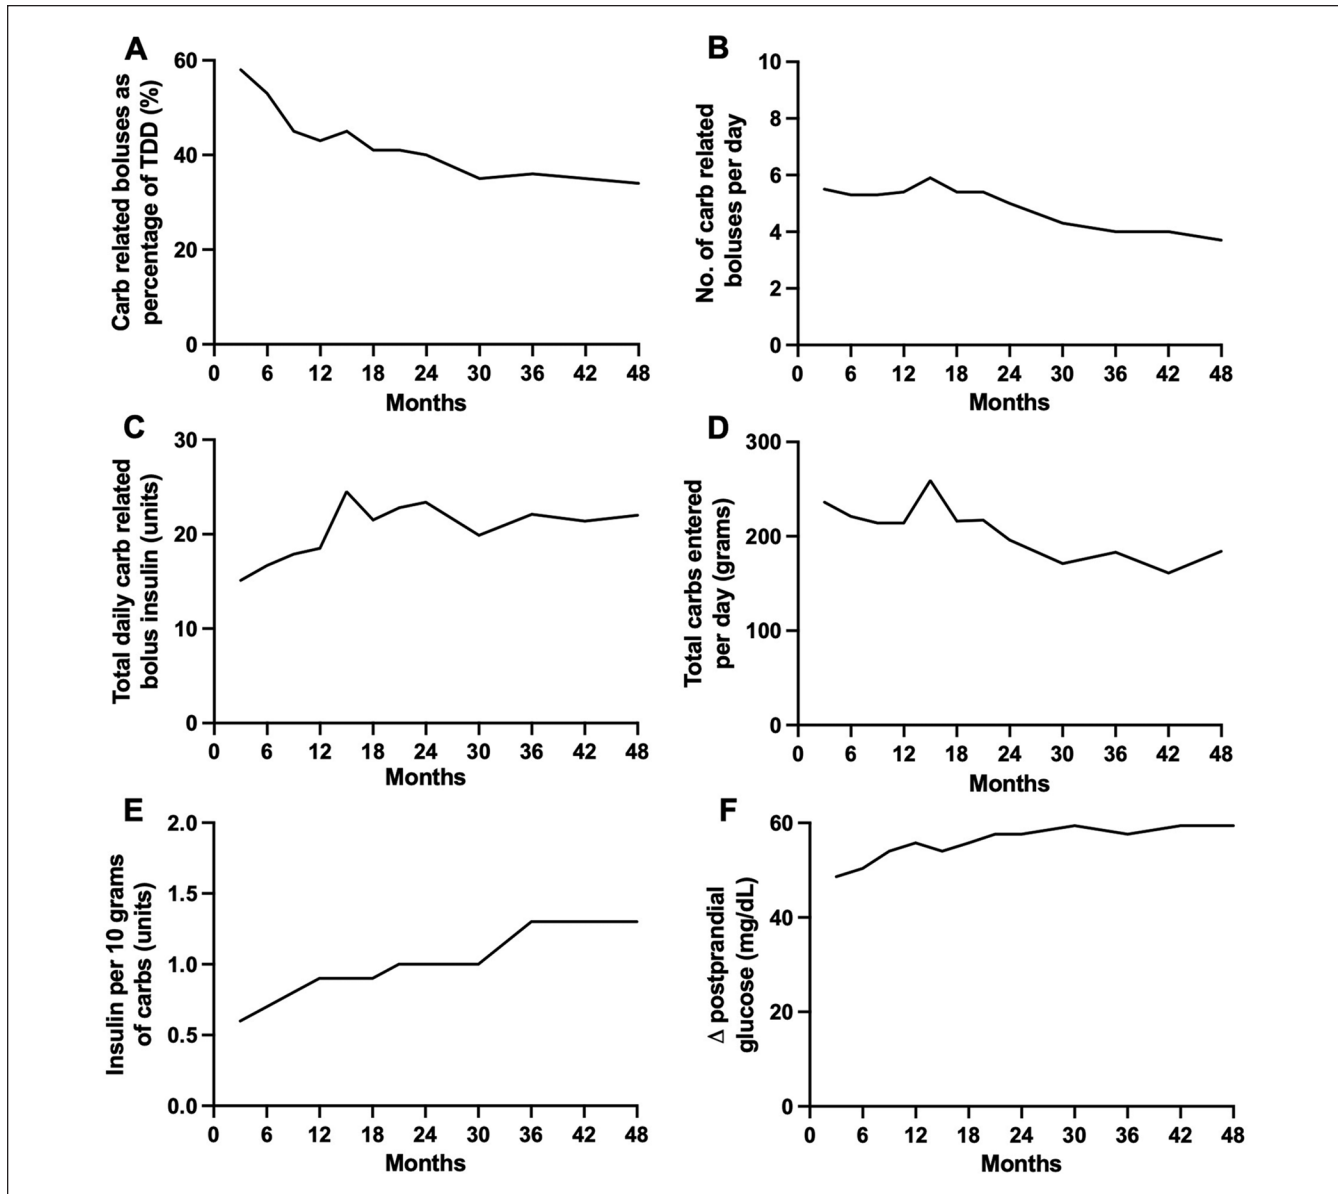 A
Carb related boluses as
percentage of TDD (%)
60
40
20
0
0 6 12 18 24 30 36 42 48
Months
B
No. of carb related
boluses per day
10
8
6
4
2
0
0 6 12 18 24 30 36 42 48
Months
C
Total daily carb related
bolus insulin (units)
30
20
10
0
0 6 12 18 24 30 36 42 48
Months
D
Total carbs entered
per day (grams)
300
200
100
0
0 6 12 18 24 30 36 42 48
Months
E
Insulin per 10 grams
of carbs (units)
2.0
1.5
1.0
0.5
0.0
0 6 12 18 24 30 36 42 48
Months
F
Δ postprandial
glucose (mg/dL)
60
40
20
0
0 6 12 18 24 30 36 42 48
Months